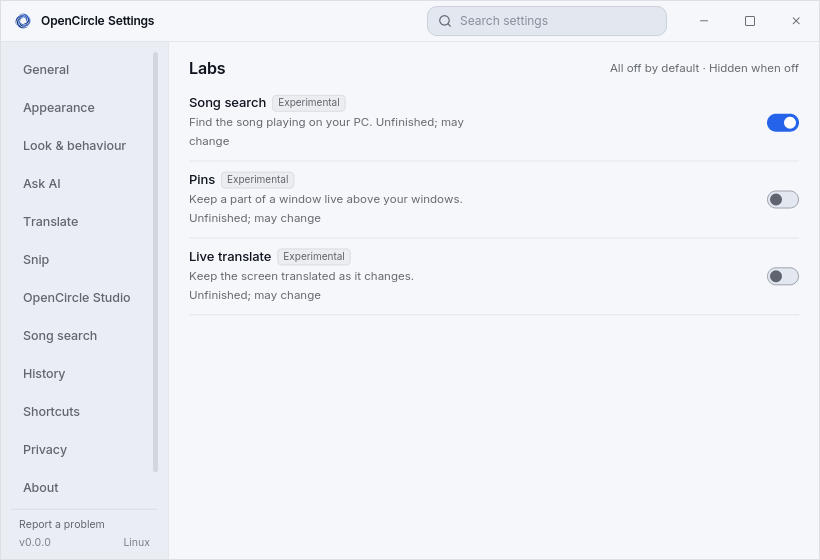 OpenCircle Settings
Search settings
General
Appearance
Look & behaviour
Ask AI
Translate
Snip
OpenCircle Studio
Song search
History
Shortcuts
Privacy
About
Report a problem
v0.0.0 Linux
Labs
All off by default · Hidden when off
Song search Experimental
Find the song playing on your PC. Unfinished; may
change
Pins Experimental
Keep a part of a window live above your windows.
Unfinished; may change
Live translate Experimental
Keep the screen translated as it changes.
Unfinished; may change